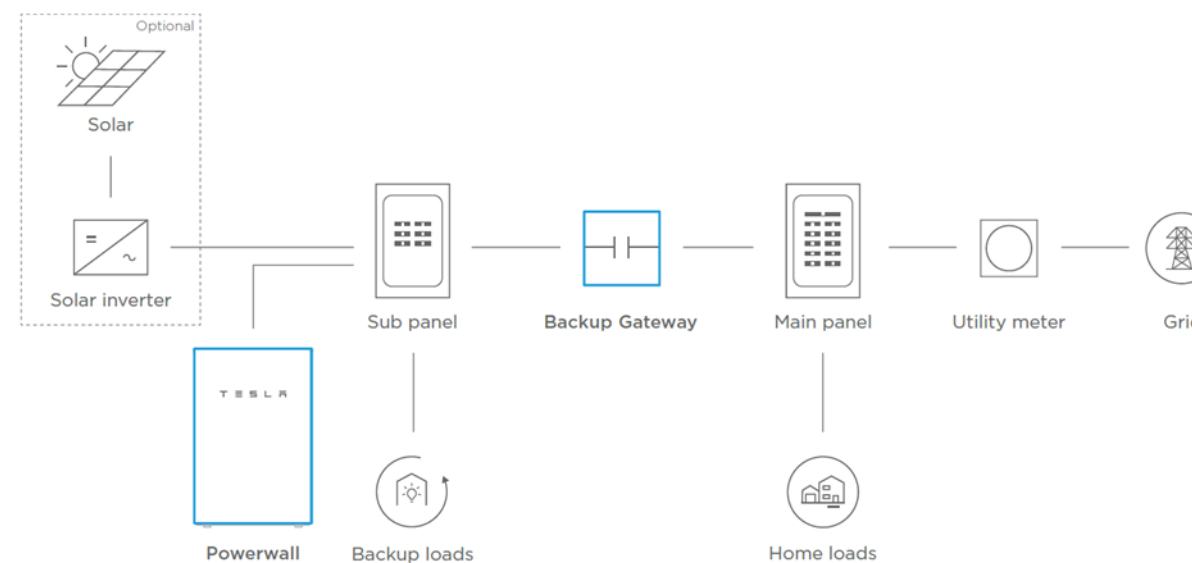 Optional
Solar
Solar inverter
Sub panel
Backup Gateway
Main panel
Utility meter
TESLA
Powerwall
Backup loads
Home loads